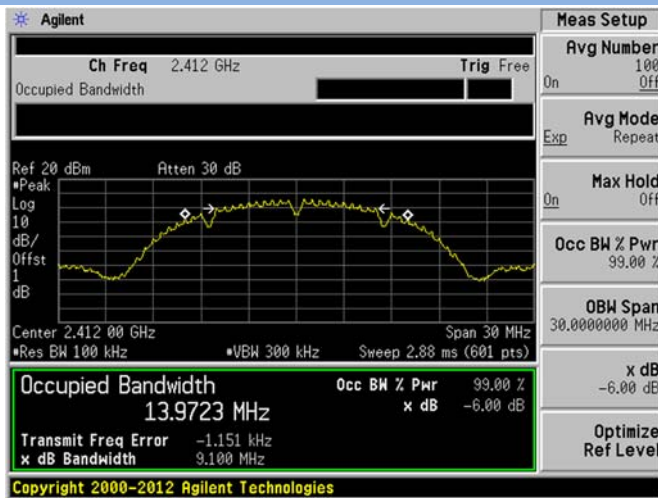 Agilent
Meas Setup
Ch Freq 2.412 GHz Trig Free
Occupied Bandwidth
Avg Number
100
On Off
Avg Mode
Exp Repeat
Max Hold
On Off
Occ BW % Pwr
99.00 %
OBW Span
30.0000000 MHz
x dB
-6.00 dB
Optimize
Ref Level
Ref 20 dBm Atten 30 dB
Peak
Log
10
dB/
Offst
1
dB
Center 2.412 00 GHz Span 30 MHz
Res BW 100 kHz VBW 300 kHz Sweep 2.88 ms (601 pts)
Occupied Bandwidth Occ BW % Pwr 99.00 %
13.9723 MHz x dB -6.00 dB
Transmit Freq Error -1.151 kHz
x dB Bandwidth 9.100 MHz
Copyright 2000-2012 Agilent Technologies